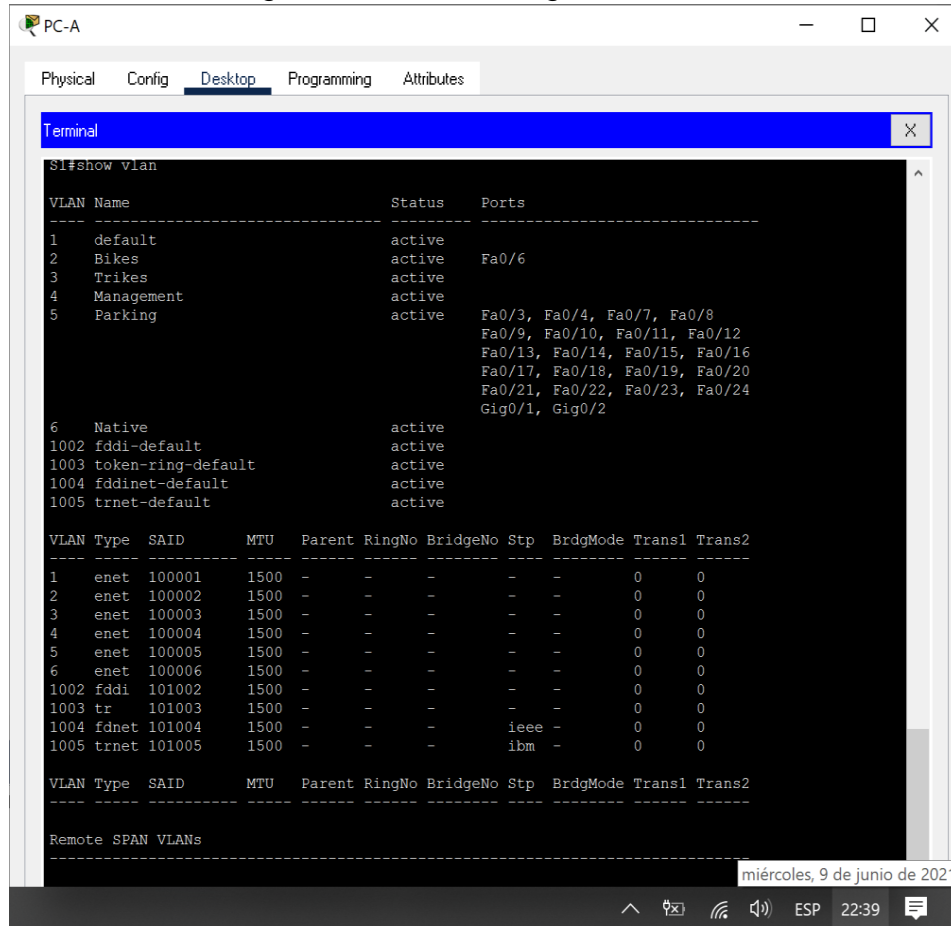 PC-A
Physical Config Desktop Programming Attributes
Terminal X
S1#show vlan
VLAN Name Status Ports
---- -------------------------------- --------- -------------------------------
1 default active
2 Bikes active Fa0/6
3 Trikes active
4 Management active
5 Parking active Fa0/3, Fa0/4, Fa0/7, Fa0/8
Fa0/9, Fa0/10, Fa0/11, Fa0/12
Fa0/13, Fa0/14, Fa0/15, Fa0/16
Fa0/17, Fa0/18, Fa0/19, Fa0/20
Fa0/21, Fa0/22, Fa0/23, Fa0/24
Gig0/1, Gig0/2
6 Native active
1002 fddi-default active
1003 token-ring-default active
1004 fddinet-default active
1005 trnet-default active
VLAN Type SAID MTU Parent RingNo BridgeNo Stp BrdgMode Trans1 Trans2
---- ----- ---------- ----- ------ ------ -------- ---- -------- ------ ------
1 enet 100001 1500 - - - - - 0 0
2 enet 100002 1500 - - - - - 0 0
3 enet 100003 1500 - - - - - 0 0
4 enet 100004 1500 - - - - - 0 0
5 enet 100005 1500 - - - - - 0 0
6 enet 100006 1500 - - - - - 0 0
1002 fddi 101002 1500 - - - - - 0 0
1003 tr 101003 1500 - - - - - 0 0
1004 fdnet 101004 1500 - - - ieee - 0 0
1005 trnet 101005 1500 - - - ibm - 0 0
VLAN Type SAID MTU Parent RingNo BridgeNo Stp BrdgMode Trans1 Trans2
---- ----- ---------- ----- ------ ------ -------- ---- -------- ------ ------
Remote SPAN VLANs
------------------------------------------------------------------------------
miércoles, 9 de junio de 202
ESP 22:39